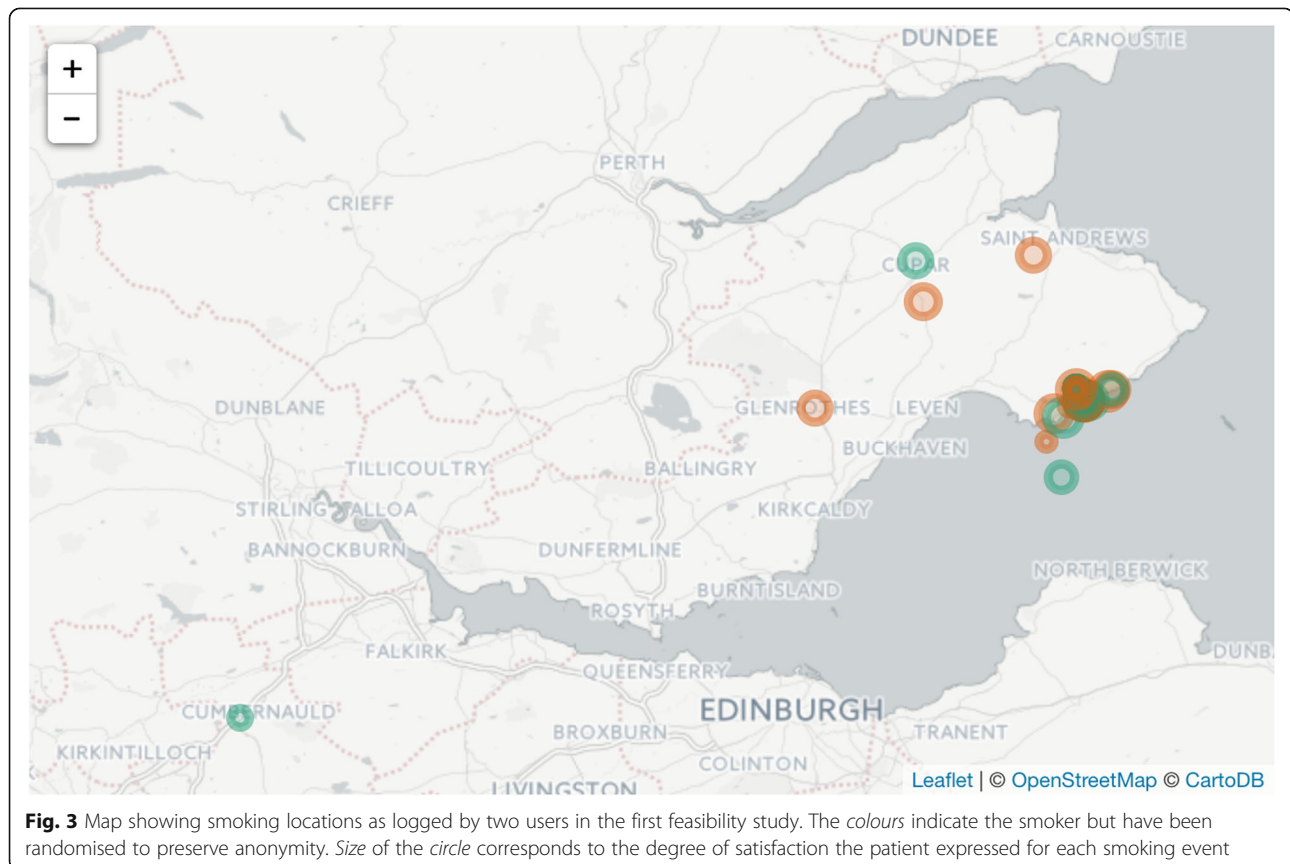 +
−
DUNDEE
CARNOUSTIE
PERTH
CRIEFF
SAINT ANDREWS
CUPAR
DUNBLANE
GLENROTHES
LEVEN
BUCKHAVEN
TILLICOULTRY
BALLINGRY
STIRLING
ALLOA
KIRKCALDY
BANNOCKBURN
DUNFERMLINE
NORTH BERWICK
BURNTISLAND
ROSYTH
FALKIRK
DUNBA
QUEENSFERRY
CUMBERNAULD
EDINBURGH
KIRKINTILLOCH
BROXBURN
TRANENT
COLINTON
LIVINGSTON
Leaflet | © OpenStreetMap © CartoDB
Fig. 3 Map showing smoking locations as logged by two users in the first feasibility study. The colours indicate the smoker but have been
randomised to preserve anonymity. Size of the circle corresponds to the degree of satisfaction the patient expressed for each smoking event